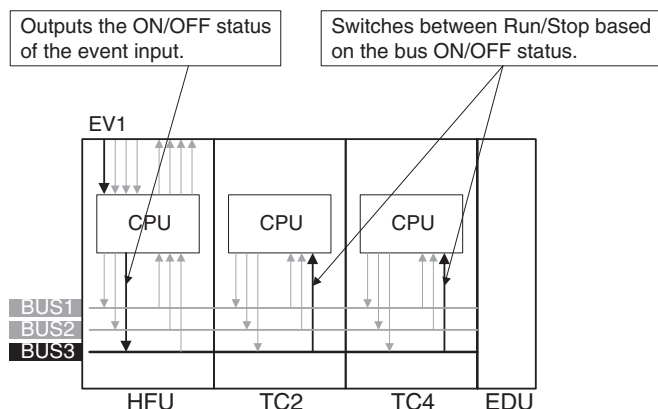 Outputs the ON/OFF status
of the event input.
Switches between Run/Stop based
on the bus ON/OFF status.
EV1
CPU
CPU
CPU
BUS1
BUS2
BUS3
HFU
TC2
TC4
EDU